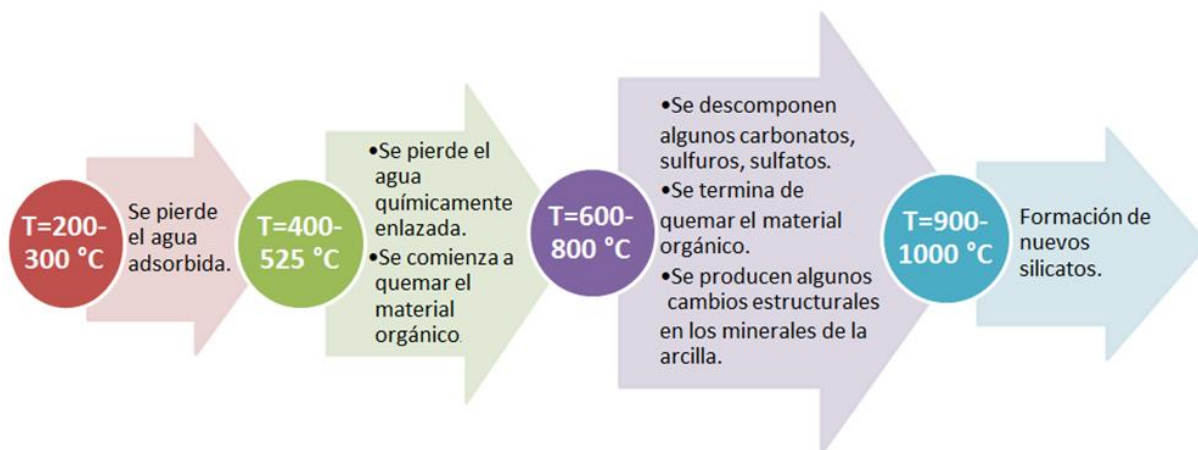 T=200-
300 °C
Se pierde
el agua
adsorbida.
T=400-
525 °C
•Se pierde el
agua
químicamente
enlazada.
•Se comienza a
quemar el
material
orgánico.
T=600-
800 °C
•Se descomponen
algunos carbonatos,
sulfuros, sulfatos.
•Se termina de
quemar el material
orgánico.
•Se producen algunos
cambios estructurales
en los minerales de la
arcilla.
T=900-
1000 °C
Formación de
nuevos
silicatos.